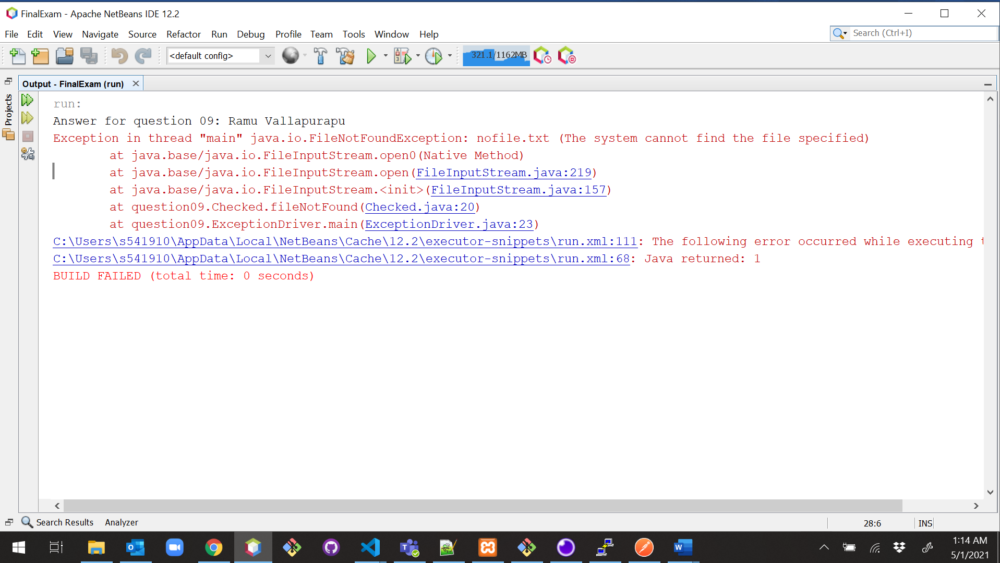 FinalExam - Apache NetBeans IDE 12.2
File Edit View Navigate Source Refactor Run Debug Profile Team Tools Window Help
Search (Ctrl+I)
<default config>
321.1/1162MB
Output - FinalExam (run)
Projects
run:
Answer for question 09: Ramu Vallapurapu
Exception in thread "main" java.io.FileNotFoundException: nofile.txt (The system cannot find the file specified)
at java.base/java.io.FileInputStream.open0(Native Method)
at java.base/java.io.FileInputStream.open(FileInputStream.java:219)
at java.base/java.io.FileInputStream.<init>(FileInputStream.java:157)
at question09.Checked.fileNotFound(Checked.java:20)
at question09.ExceptionDriver.main(ExceptionDriver.java:23)
C:\Users\s541910\AppData\Local\NetBeans\Cache\12.2\executor-snippets\run.xml:111: The following error occurred while executing
C:\Users\s541910\AppData\Local\NetBeans\Cache\12.2\executor-snippets\run.xml:68: Java returned: 1
BUILD FAILED (total time: 0 seconds)
Search Results Analyzer
28:6 INS
1:14 AM
5/1/2021